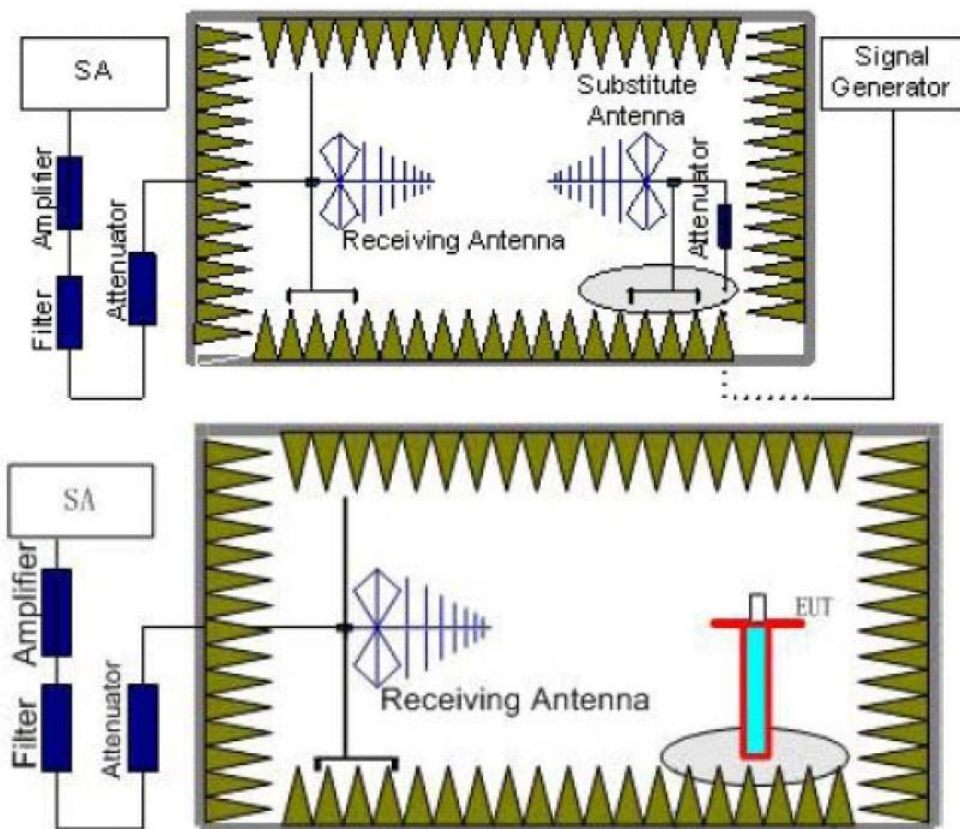 SA
Signal
Generator
Substitute
Antenna
Amplifier
Attenuator
Attenuator
Receiving Antenna
Filter
SA
Amplifier
EUT
Attenuator
Receiving Antenna
Filter